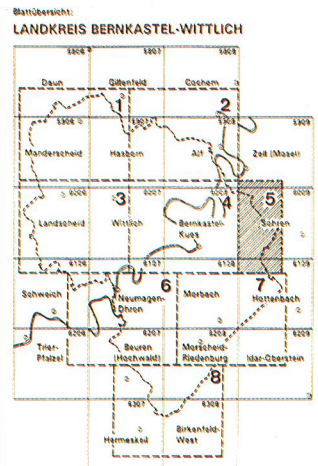 Blattübersicht:
LANDKREIS BERNKASTEL-WITTLICH
5806 5807 5808
Daun Gillenfeld Cochem
1 2
5906 5907 5909
Manderscheid Hasborn Alf Zell (Mosel)
3 4 5
6006 6007 6009
Landscheid Wittlich Bernkastel-Kues Sohren
6106 6107 6108 6109
6 7
Schweich Neumagen-Dhron Morbach Hottenbach
6206 6207 6208 6209
Trier-Pfalzel Beuren (Hochwald) Morscheid-Riedenburg Idar-Oberstein
8
6307 6308
Hermeskeil Birkenfeld-West